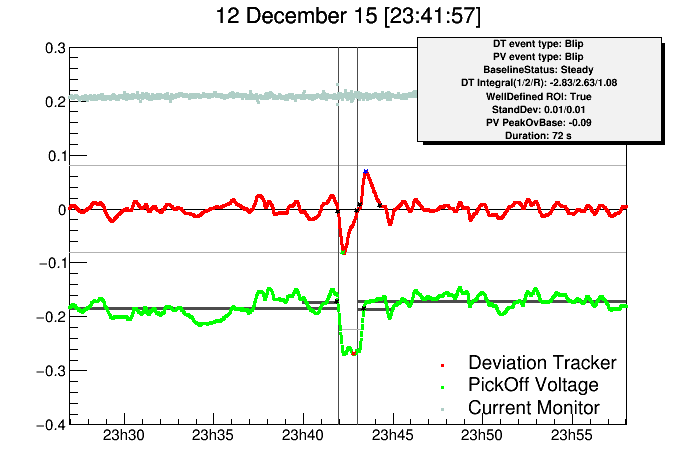 12 December 15 [23:41:57]
DT event type: Blip
PV event type: Blip
BaselineStatus: Steady
DT Integral(1/2/R): -2.83/2.63/1.08
WellDefined ROI: True
StandDev: 0.01/0.01
PV PeakOvBase: -0.09
Duration: 72 s
0.3
0.2
0.1
0
−0.1
−0.2
−0.3
−0.4
Deviation Tracker
PickOff Voltage
Current Monitor
23h30 23h35 23h40 23h45 23h50 23h55